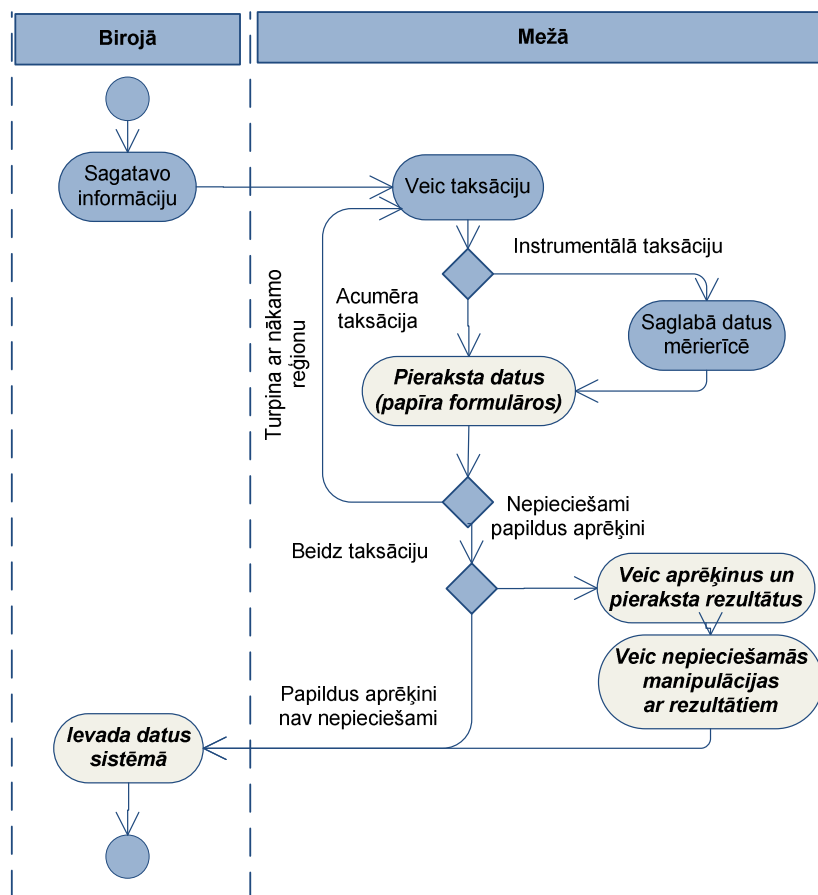 Birojā
Mežā
Sagatavo
informāciju
Veic taksāciju
Instrumentālā taksāciju
Acumēra
taksācija
Turpina ar nākamo
reģionu
Saglabā datus
mērierīcē
Pieraksta datus
(papīra formulāros)
Nepieciešami
papildus aprēķini
Beidz taksāciju
Veic aprēķinus un
pieraksta rezultātus
Veic nepieciešamās
manipulācijas
ar rezultātiem
Papildus aprēķini
nav nepieciešami
Ievada datus
sistēmā